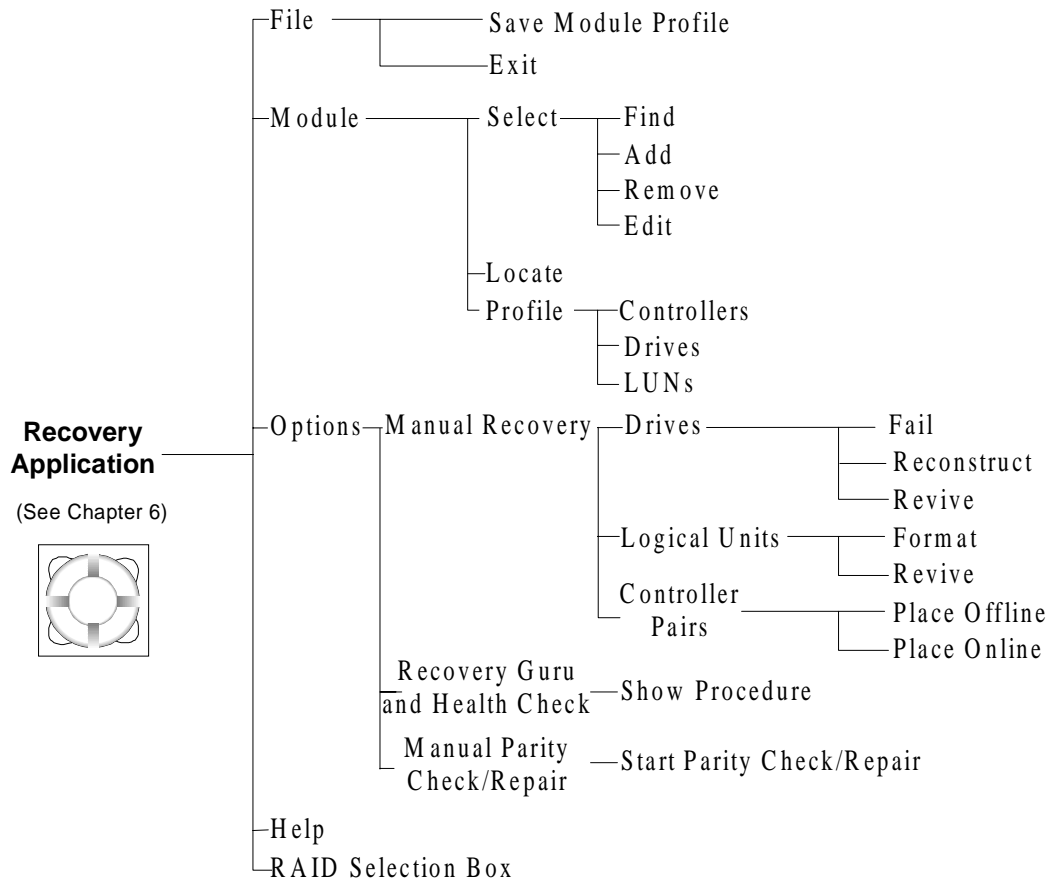 File
Save Module Profile
Exit
Module
Select
Find
Add
Remove
Edit
Locate
Profile
Controllers
Drives
LUNs
Recovery
Application
(See Chapter 6)
Options
Manual Recovery
Drives
Fail
Reconstruct
Revive
Logical Units
Format
Revive
Controller
Pairs
Place Offline
Place Online
Recovery Guru
and Health Check
Show Procedure
Manual Parity
Check/Repair
Start Parity Check/Repair
Help
RAID Selection Box